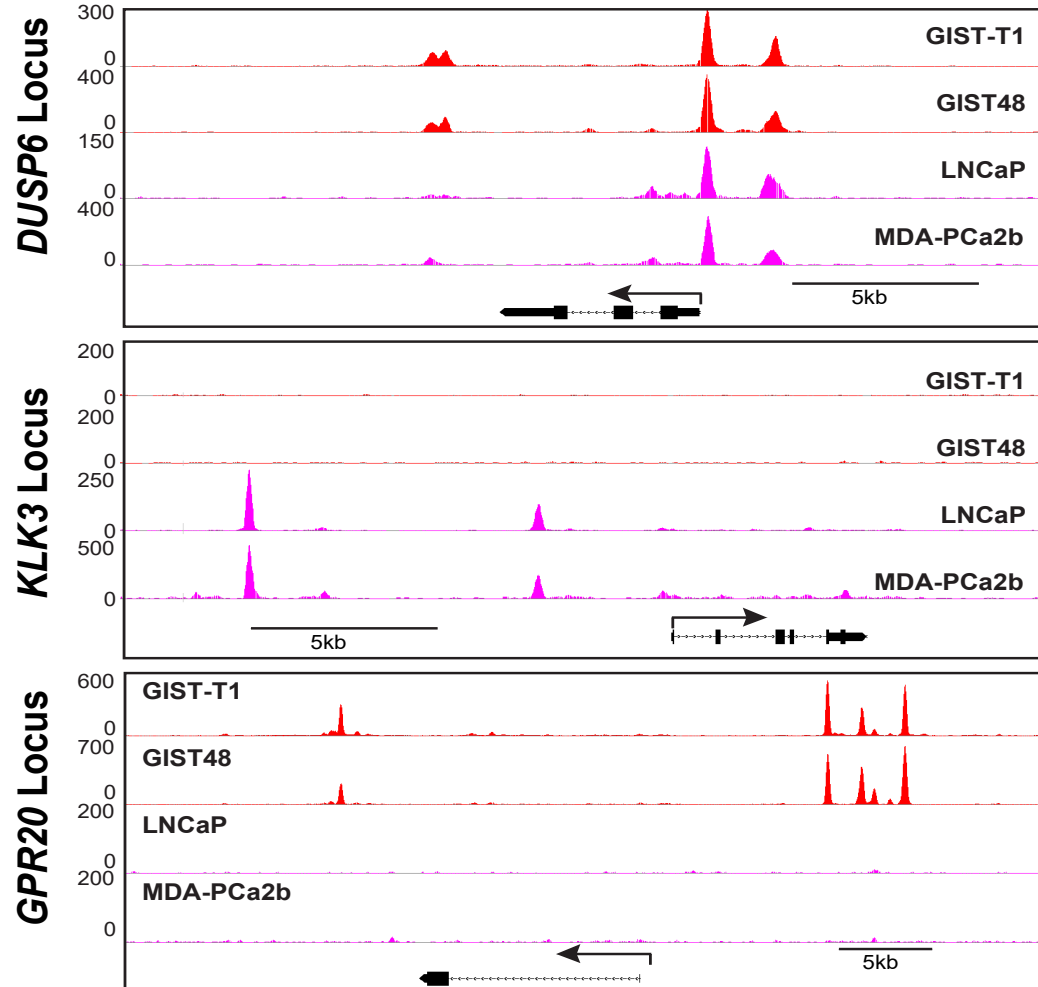 DUSP6 Locus
300
0
GIST-T1
400
0
GIST48
150
0
LNCaP
400
0
MDA-PCa2b
5kb
KLK3 Locus
200
0
GIST-T1
200
0
GIST48
250
0
LNCaP
500
0
MDA-PCa2b
5kb
GPR20 Locus
600
0
GIST-T1
700
0
GIST48
200
0
LNCaP
200
0
MDA-PCa2b
5kb